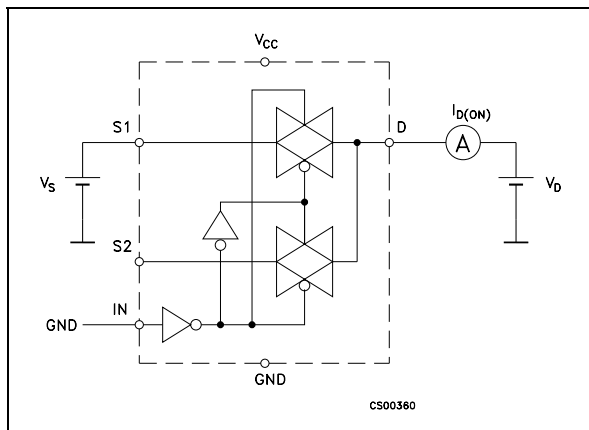 VCC
S1
D
ID(ON)
A
VS
VD
S2
IN
GND
GND
CS00360